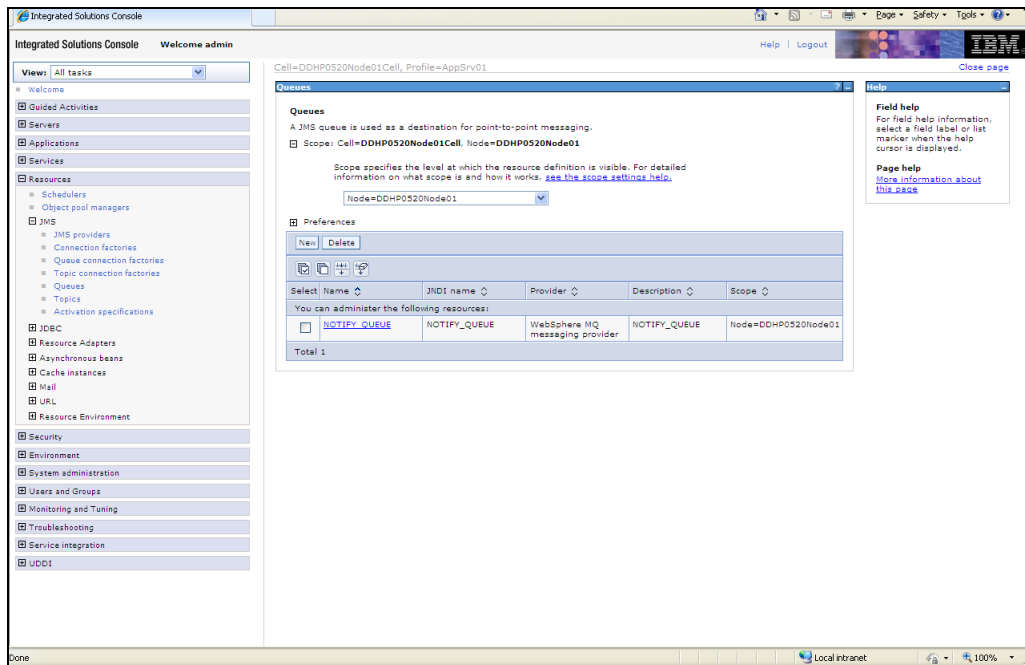 Integrated Solutions Console
Page
Safety
Tools
Integrated Solutions Console Welcome admin
Help | Logout
IBM
View: All tasks
Cell=DDHP0520Node01Cell, Profile=AppSrv01
Close page
Welcome
Guided Activities
Servers
Applications
Services
Resources
Schedulers
Object pool managers
JMS
JMS providers
Connection factories
Queue connection factories
Topic connection factories
Queues
Topics
Activation specifications
JDBC
Resource Adapters
Asynchronous beans
Cache instances
Mail
URL
Resource Environment
Security
Environment
System administration
Users and Groups
Monitoring and Tuning
Troubleshooting
Service integration
UDDI
Queues
? -
Queues
A JMS queue is used as a destination for point-to-point messaging.
Scope: Cell=DDHP0520Node01Cell, Node=DDHP0520Node01
Scope specifies the level at which the resource definition is visible. For detailed
information on what scope is and how it works, see the scope settings help.
Node=DDHP0520Node01
Preferences
New Delete
Select Name JNDI name Provider Description Scope
You can administer the following resources:
NOTIFY_QUEUE NOTIFY_QUEUE WebSphere MQ NOTIFY_QUEUE Node=DDHP0520Node01
messaging provider
Total 1
Help
Field help
For field help information,
select a field label or list
marker when the help
cursor is displayed.
Page help
More information about
this page
Done
Local intranet
100%